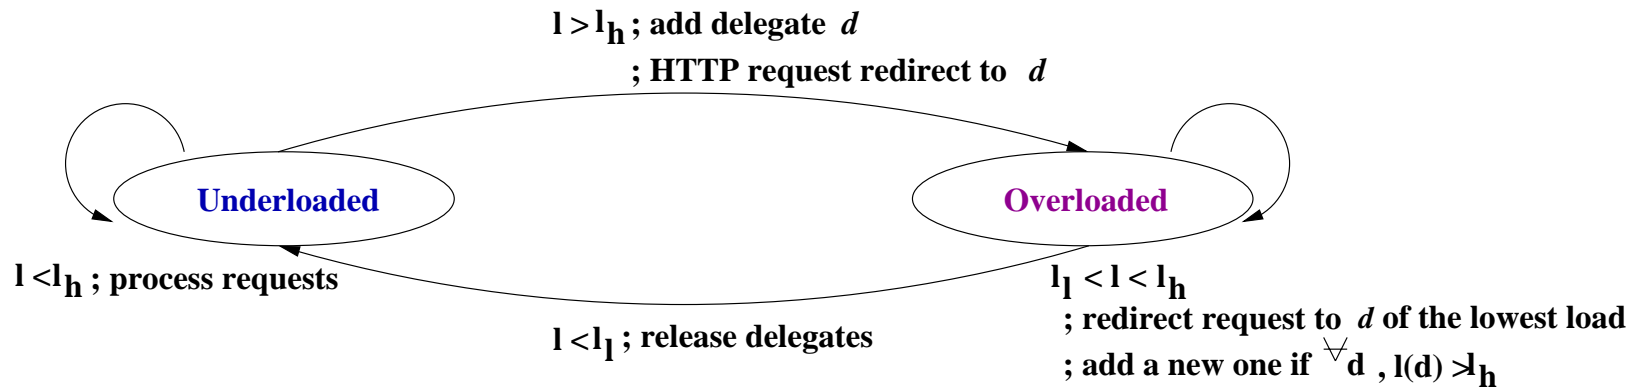 l > l_h ; add delegate d
; HTTP request redirect to d
Underloaded
Overloaded
l < l_h ; process requests
l < l_l ; release delegates
l_l < l < l_h
; redirect request to d of the lowest load
; add a new one if ∀d , l(d) > l_h